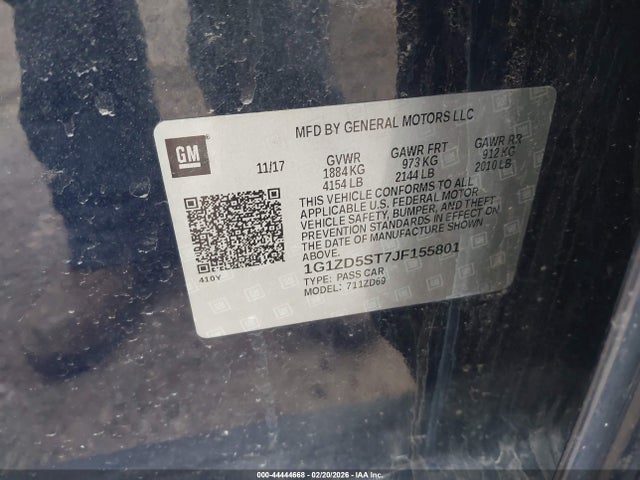 MFD BY GENERAL MOTORS LLC
GM
11/17
GVWR GAWR FRT GAWR RR
1884 KG 973 KG 912 KG
4154 LB 2144 LB 2010 LB
THIS VEHICLE CONFORMS TO ALL
APPLICABLE U.S. FEDERAL MOTOR
VEHICLE SAFETY, BUMPER, AND THEFT
PREVENTION STANDARDS IN EFFECT ON
THE DATE OF MANUFACTURE SHOWN
ABOVE.
1G1ZD5ST7JF155801
410Y
TYPE: PASS CAR
MODEL: 711ZD69
000-44444668 - 02/20/2026 - IAA Inc.